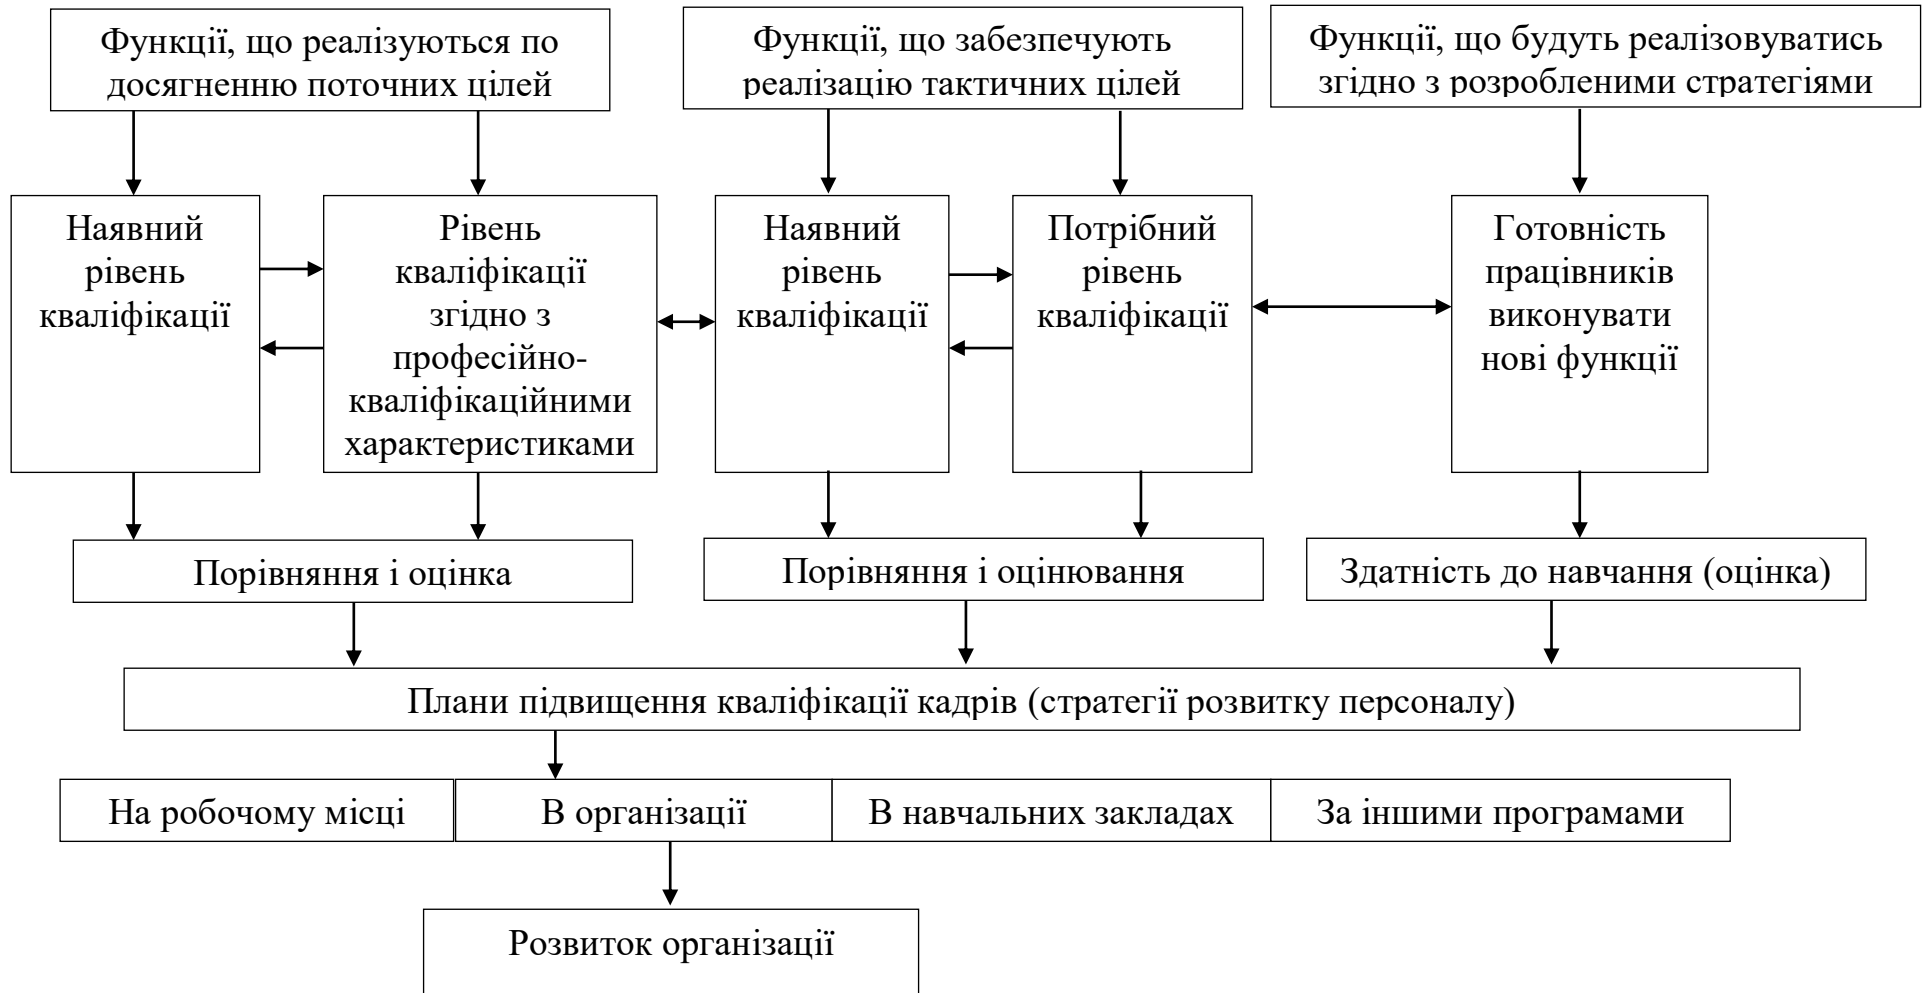 Функції, що реалізуються по
досягненню поточних цілей
Функції, що забезпечують
реалізацію тактичних цілей
Функції, що будуть реалізовуватись
згідно з розробленими стратегіями
Наявний
рівень
кваліфікації
Рівень
кваліфікації
згідно з
професійно-
кваліфікаційними
характеристиками
Наявний
рівень
кваліфікації
Потрібний
рівень
кваліфікації
Готовність
працівників
виконувати
нові функції
Порівняння і оцінка
Порівняння і оцінювання
Здатність до навчання (оцінка)
Плани підвищення кваліфікації кадрів (стратегії розвитку персоналу)
На робочому місці
В організації
В навчальних закладах
За іншими програмами
Розвиток організації